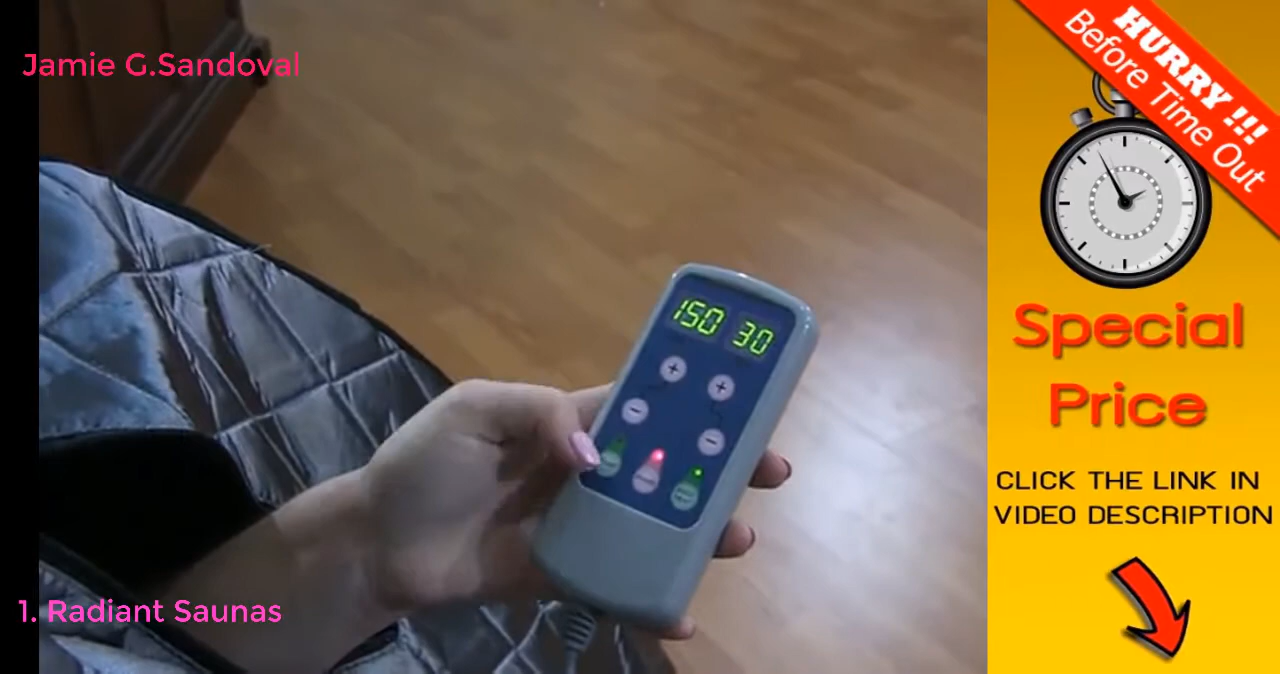 Jamie G.Sandoval
HURRY !!!
Before Time Out
150 30
+ +
- -
Special
Price
CLICK THE LINK IN
VIDEO DESCRIPTION
1. Radiant Saunas